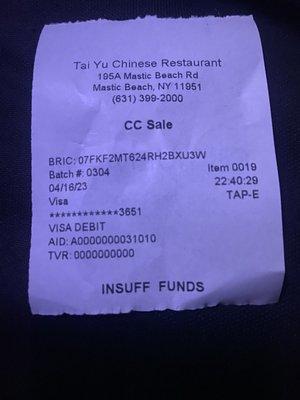 Tai Yu Chinese Restaurant
195A Mastic Beach Rd
Mastic Beach, NY 11951
(631) 399-2000
CC Sale
BRIC: 07FKF2MT624RH2BXU3W
Batch #: 0304 Item 0019
04/16/23 22:40:29
Visa TAP-E
************3651
VISA DEBIT
AID: A0000000031010
TVR: 0000000000
INSUFF FUNDS